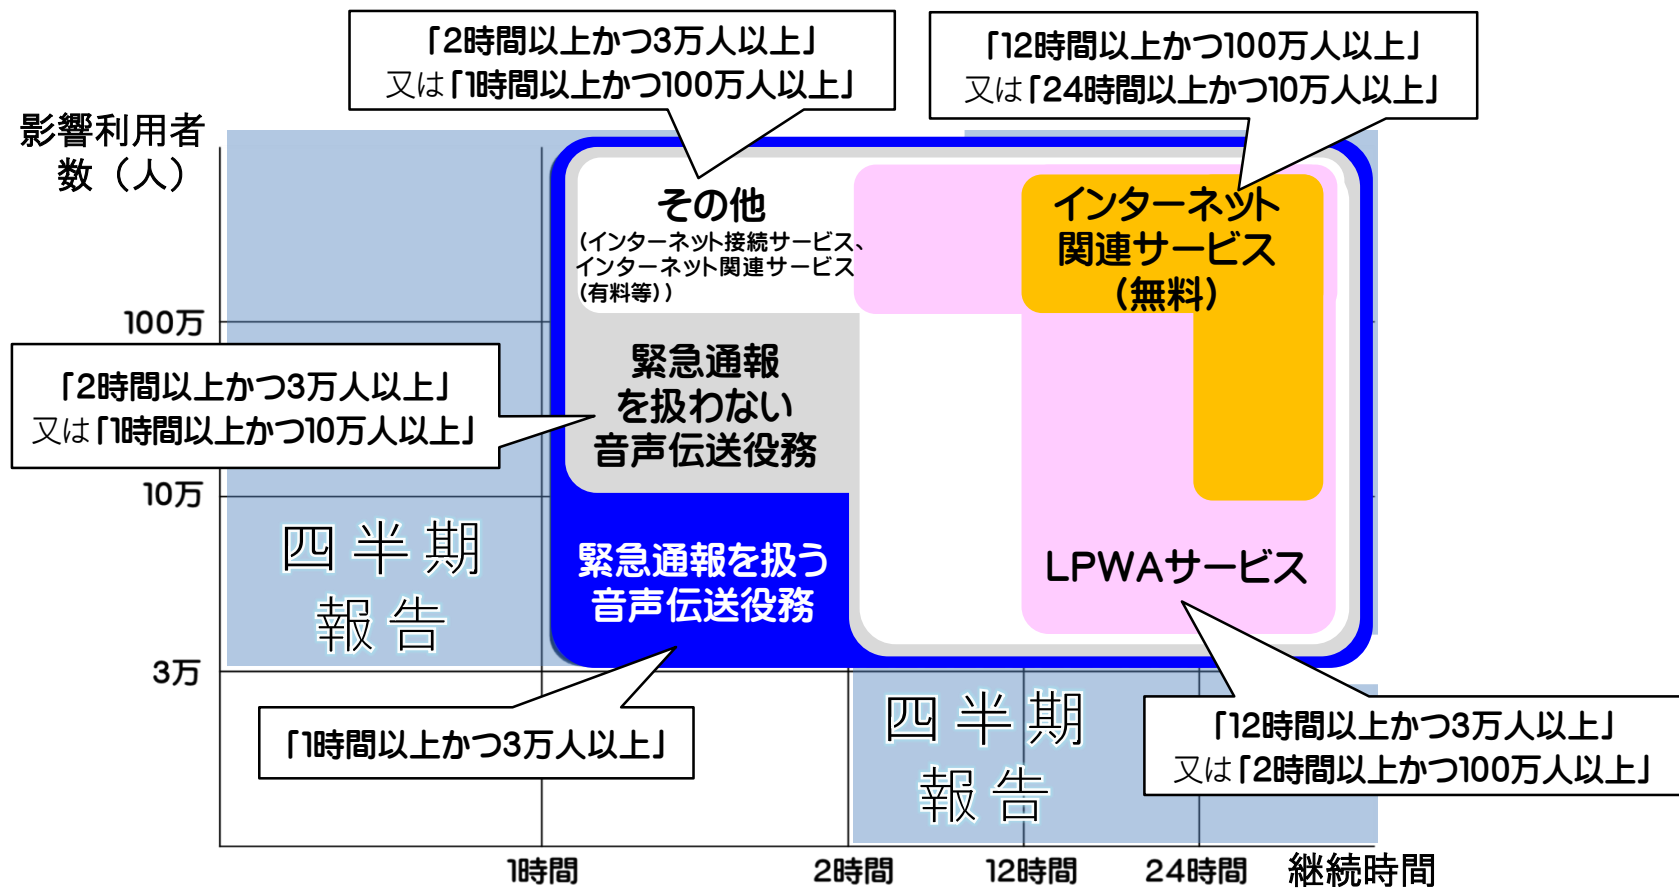 「2時間以上かつ3万人以上」
又は「1時間以上かつ100万人以上」
「12時間以上かつ100万人以上」
又は「24時間以上かつ10万人以上」
影響利用者
数（人）
その他
（インターネット接続サービス、
インターネット関連サービス
（有料等））
インターネット
関連サービス
（無料）
100万
「2時間以上かつ3万人以上」
又は「1時間以上かつ10万人以上」
緊急通報
を扱わない
音声伝送役務
10万
四半期
報告
緊急通報を扱う
音声伝送役務
LPWAサービス
3万
「1時間以上かつ3万人以上」
四半期
報告
「12時間以上かつ3万人以上」
又は「2時間以上かつ100万人以上」
1時間
2時間
12時間
24時間
継続時間